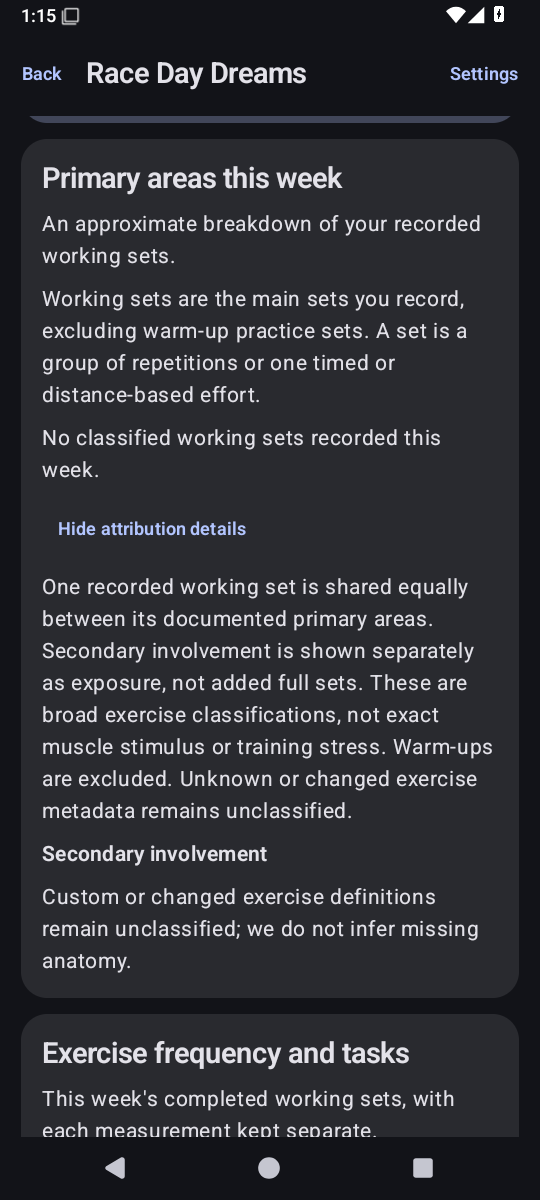 1:15
Back Race Day Dreams Settings
Primary areas this week
An approximate breakdown of your recorded
working sets.
Working sets are the main sets you record,
excluding warm-up practice sets. A set is a
group of repetitions or one timed or
distance-based effort.
No classified working sets recorded this
week.
Hide attribution details
One recorded working set is shared equally
between its documented primary areas.
Secondary involvement is shown separately
as exposure, not added full sets. These are
broad exercise classifications, not exact
muscle stimulus or training stress. Warm-ups
are excluded. Unknown or changed exercise
metadata remains unclassified.
Secondary involvement
Custom or changed exercise definitions
remain unclassified; we do not infer missing
anatomy.
Exercise frequency and tasks
This week's completed working sets, with
each measurement kept separate.